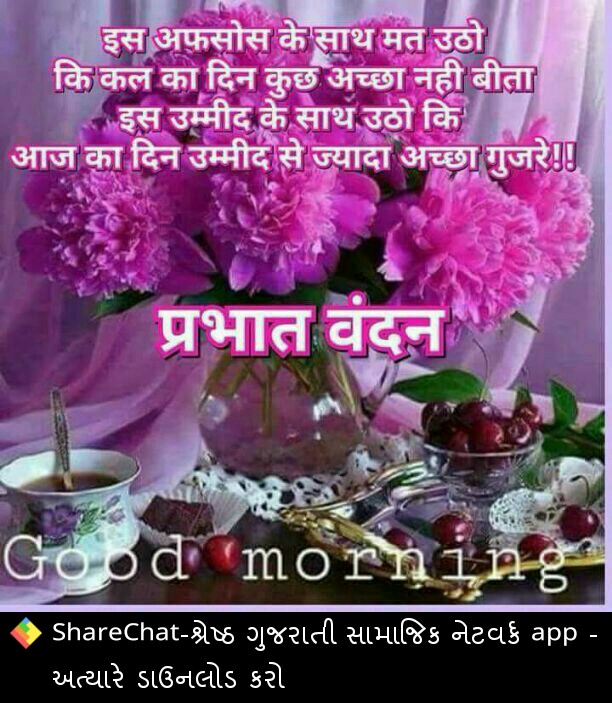 इस अफसोस के साथ मत उठो
कि कल का दिन कुछ अच्छा नही बीता
इस उम्मीद के साथ उठो कि
आज का दिन उम्मीद से ज्यादा अच्छा गुजरे!!
प्रभात वंदन
Good morning
ShareChat-શ્રેષ્ઠ ગુજરાતી સામાજિક નેટવર્ક app -
અત્યારે ડાઉનલોડ કરો